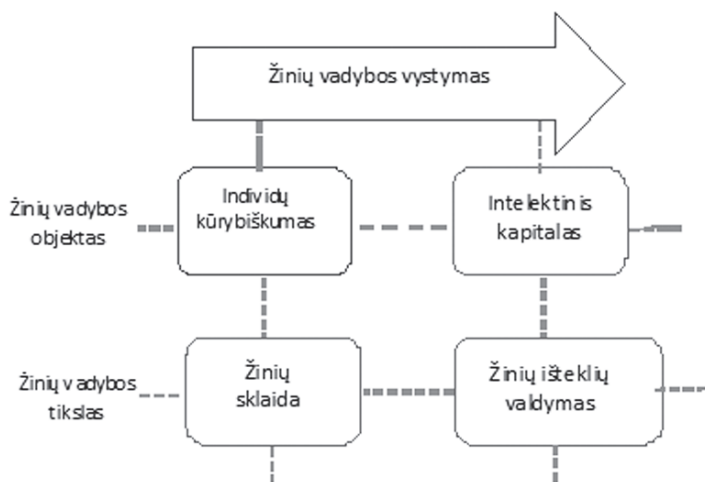 Žinių vadybos vystymas
Individų
kūrybiškumas
Intelektinis
kapitalas
Žinių vadybos
objektas
Žinių
sklaida
Žinių išteklių
valdymas
Žinių vadybos
tikslas